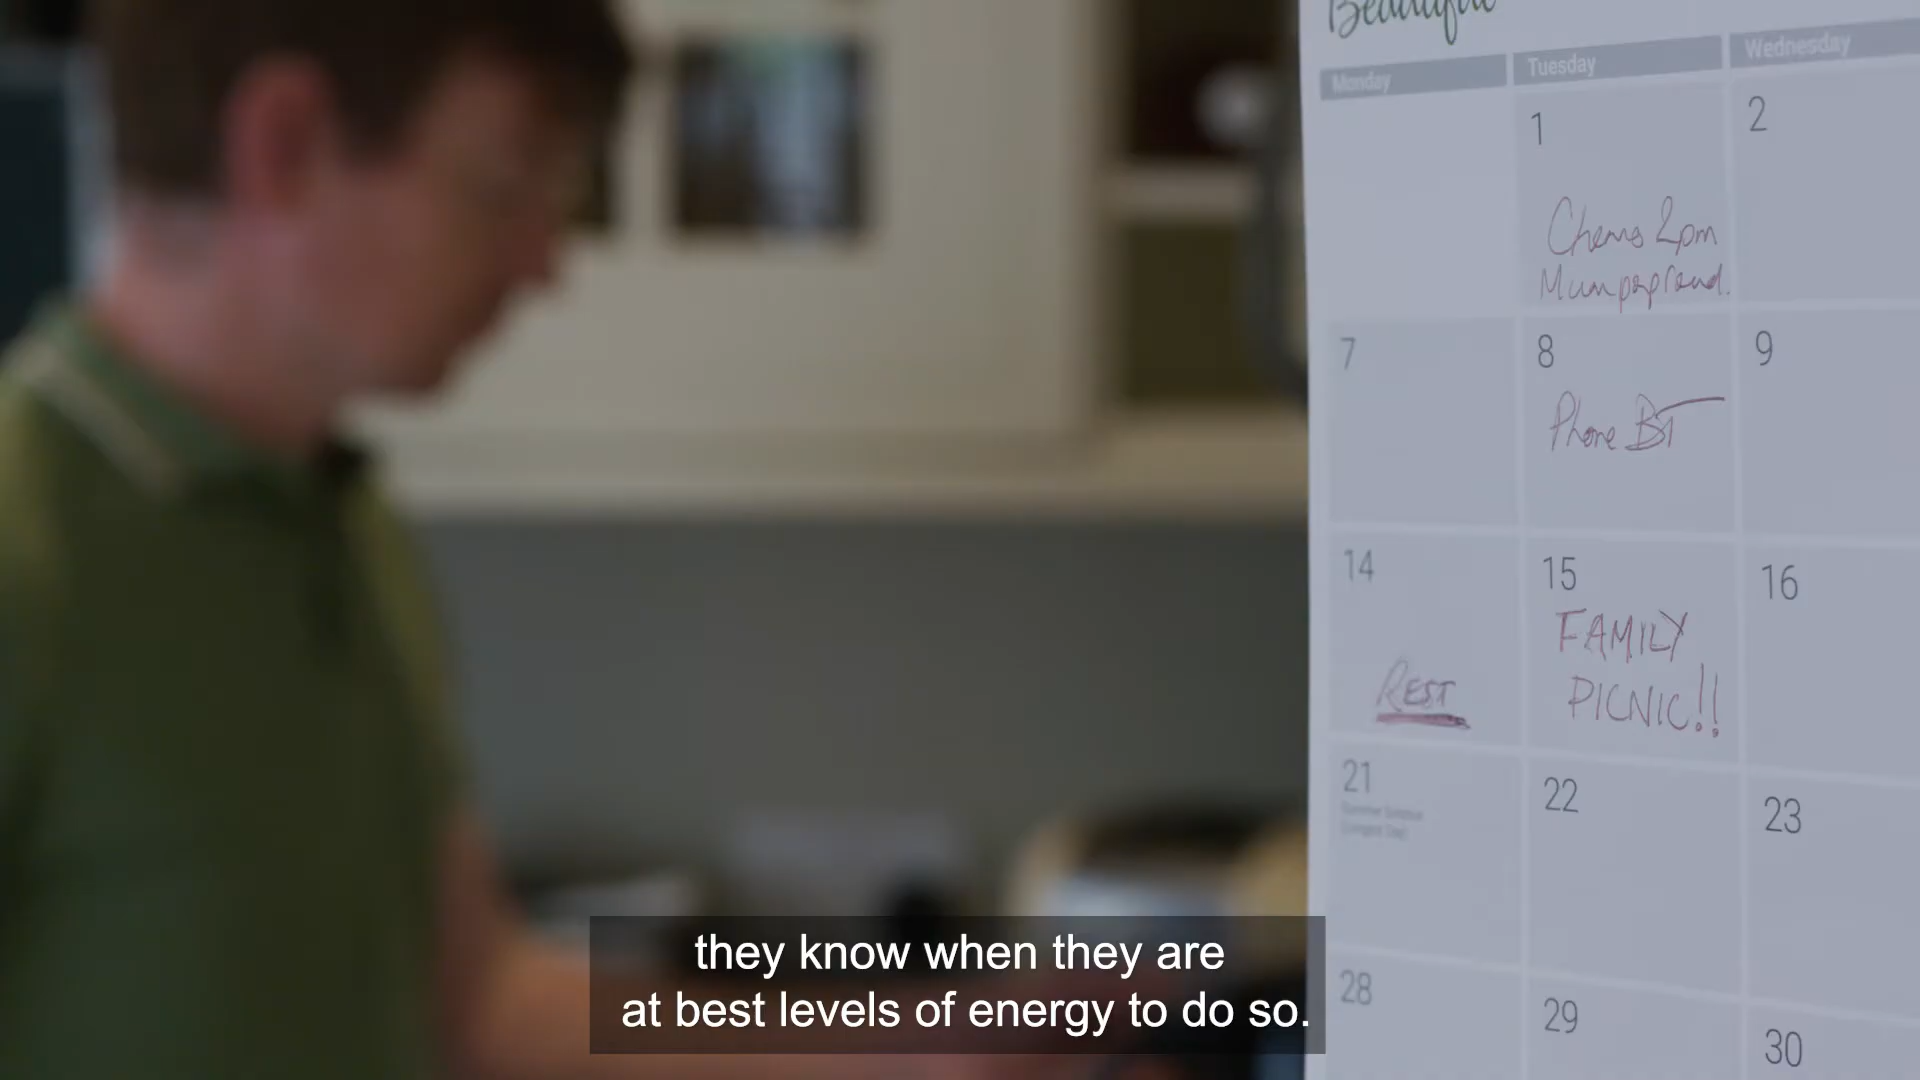 Beautiful
Monday Tuesday Wednesday
1 2
Chems 2pm
7 8 9
Phone BT
14 15 16
FAMILY
REST
PICNIC!!
21 22 23
28 29 30
they know when they are
at best levels of energy to do so.